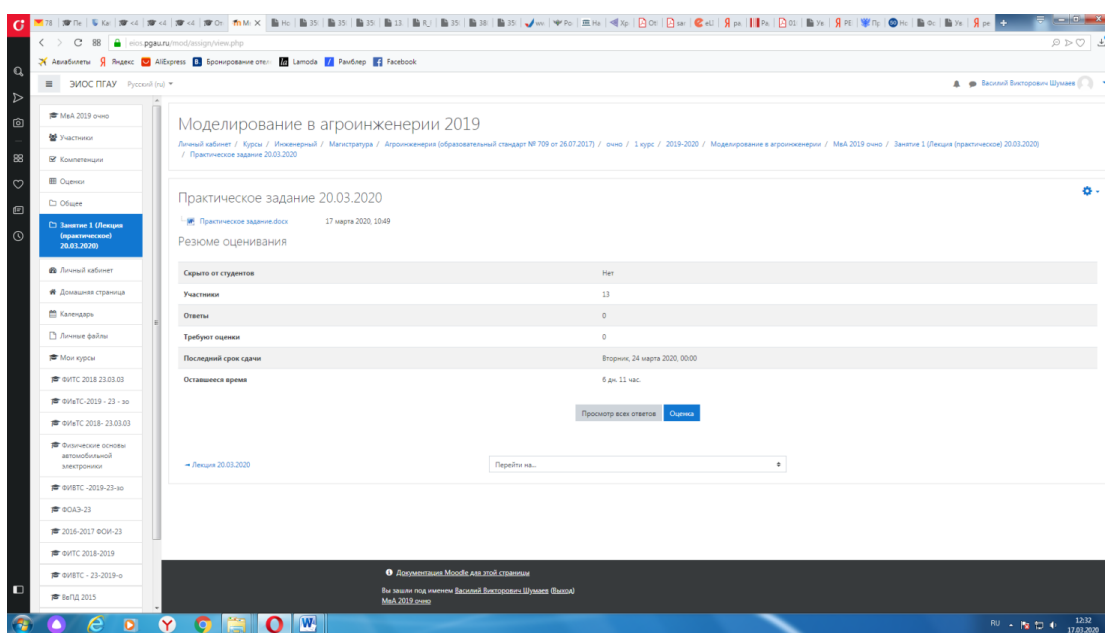 eios.pgau.ru/mod/assign/view.php
Авиабилеты Яндекс AliExpress Бронирование отел Lamoda Рамблер Facebook
ЭИОС ПГАУ Русский (ru)
Василий Викторович Шумаев
МвА 2019 очно
Участники
Компетенции
Оценки
Общее
Занятие 1 (Лекция
(практическое)
20.03.2020)
Личный кабинет
Домашняя страница
Календарь
Личные файлы
Мои курсы
ФИТС 2018 23.03.03
ФИвТС-2019 - 23 - зо
ФИвТС 2018- 23.03.03
Физические основы
автомобильной
электроники
ФИВТС -2019-23-зо
ФОАЭ-23
2016-2017 ФОИ-23
ФИТС 2018-2019
ФИВТС - 23-2019-о
ВвПД 2015
Моделирование в агроинженерии 2019
Личный кабинет / Курсы / Инженерный / Магистратура / Агроинженерия (образовательный стандарт № 709 от 26.07.2017) / очно / 1 курс / 2019-2020 / Моделирование в агроинженерии / МвА 2019 очно / Занятие 1 (Лекция (практическое) 20.03.2020)
/ Практическое задание 20.03.2020
Практическое задание 20.03.2020
Практическое задание.docx 17 марта 2020, 10:49
Резюме оценивания
Скрыто от студентов Нет
Участники 13
Ответы 0
Требуют оценки 0
Последний срок сдачи Вторник, 24 марта 2020, 00:00
Оставшееся время 6 дн. 11 час.
Просмотр всех ответов Оценка
Лекция 20.03.2020 Перейти на...
Документация Moodle для этой страницы
Вы зашли под именем Василий Викторович Шумаев (Выход)
МвА 2019 очно
RU 12:32
17.03.2020